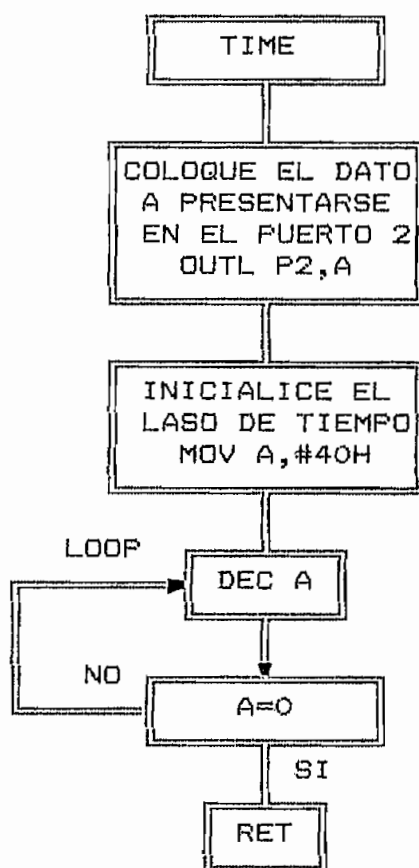 TIME
COLOQUE EL DATO
A PRESENTARSE
EN EL PUERTO 2
OUTL P2,A
INICIALICE EL
LASO DE TIEMPO
MOV A,#40H
LOOP
DEC A
NO
A=0
SI
RET